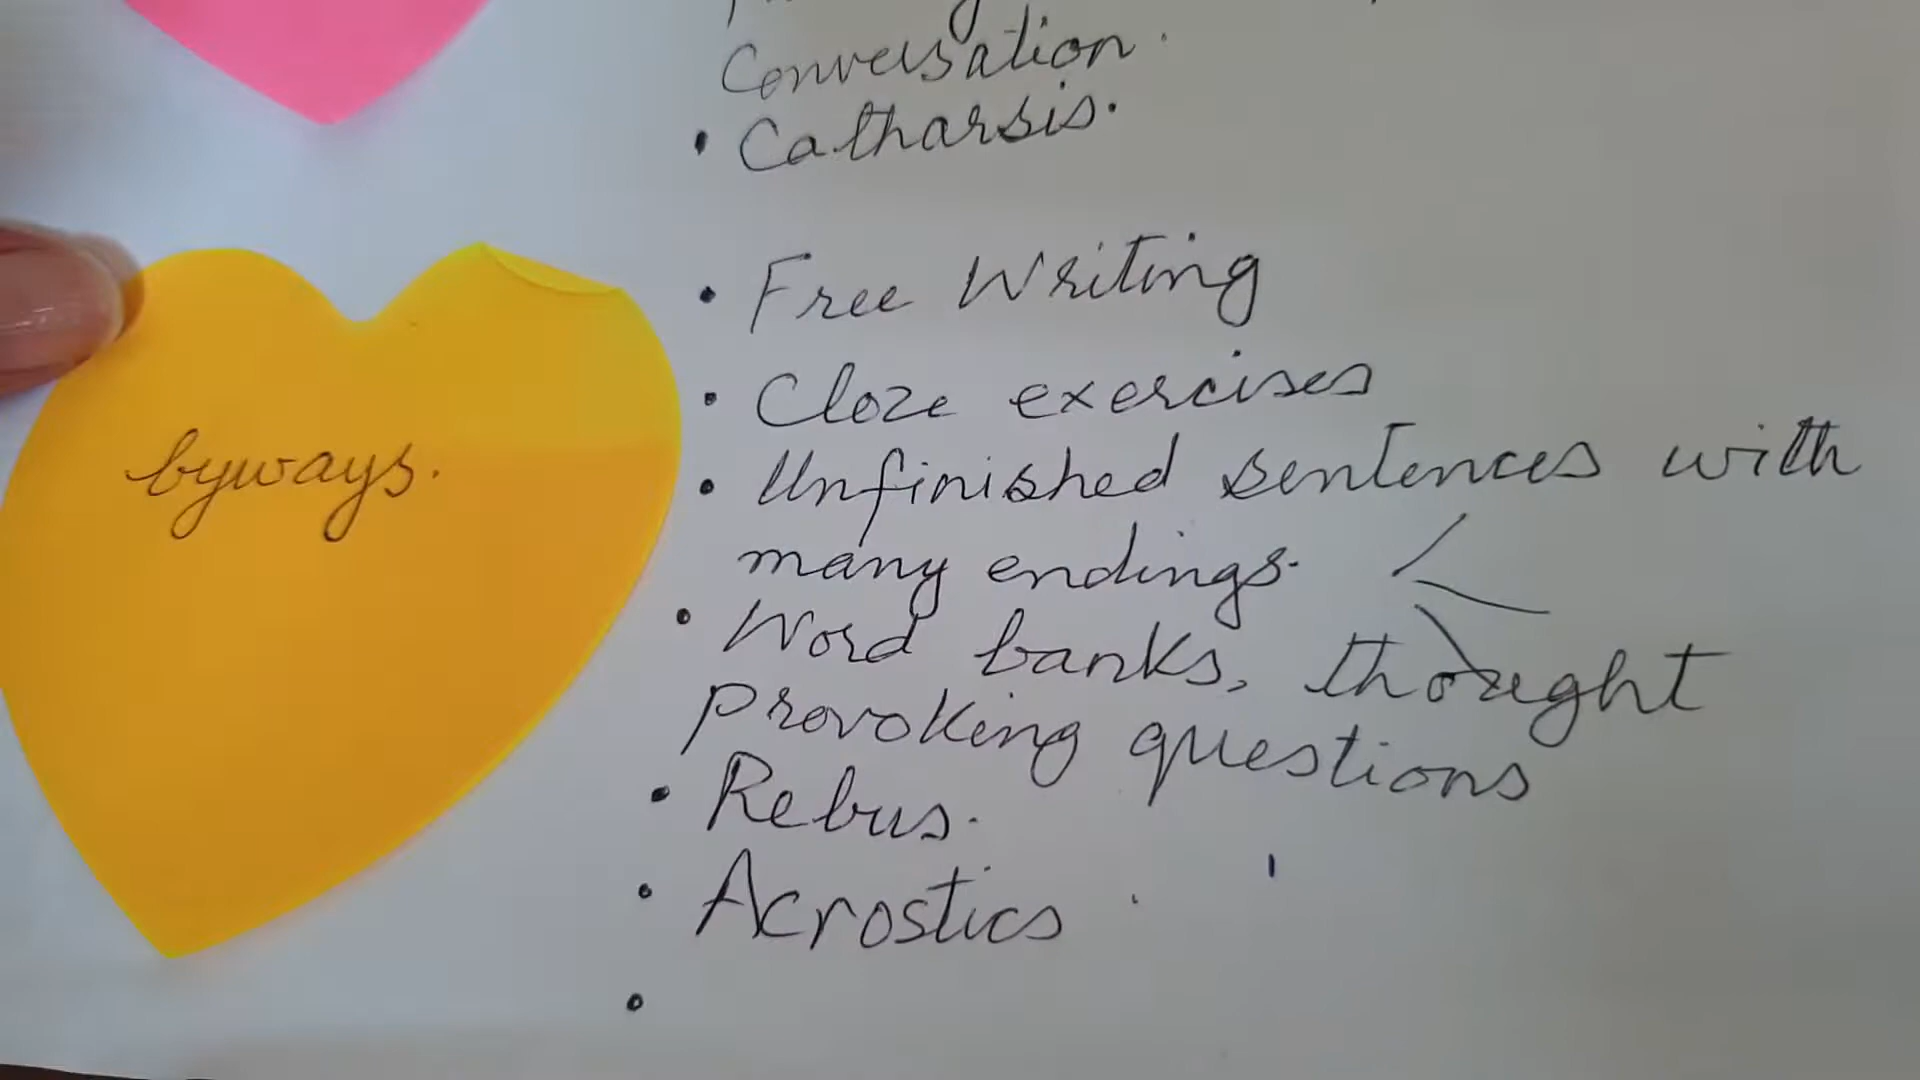 Conversation.
• Catharsis.
byways.
• Free Writing
• Cloze exercises
• Unfinished sentences with
many endings.
• Word banks, thought
provoking questions
• Rebus.
• Acrostics
•